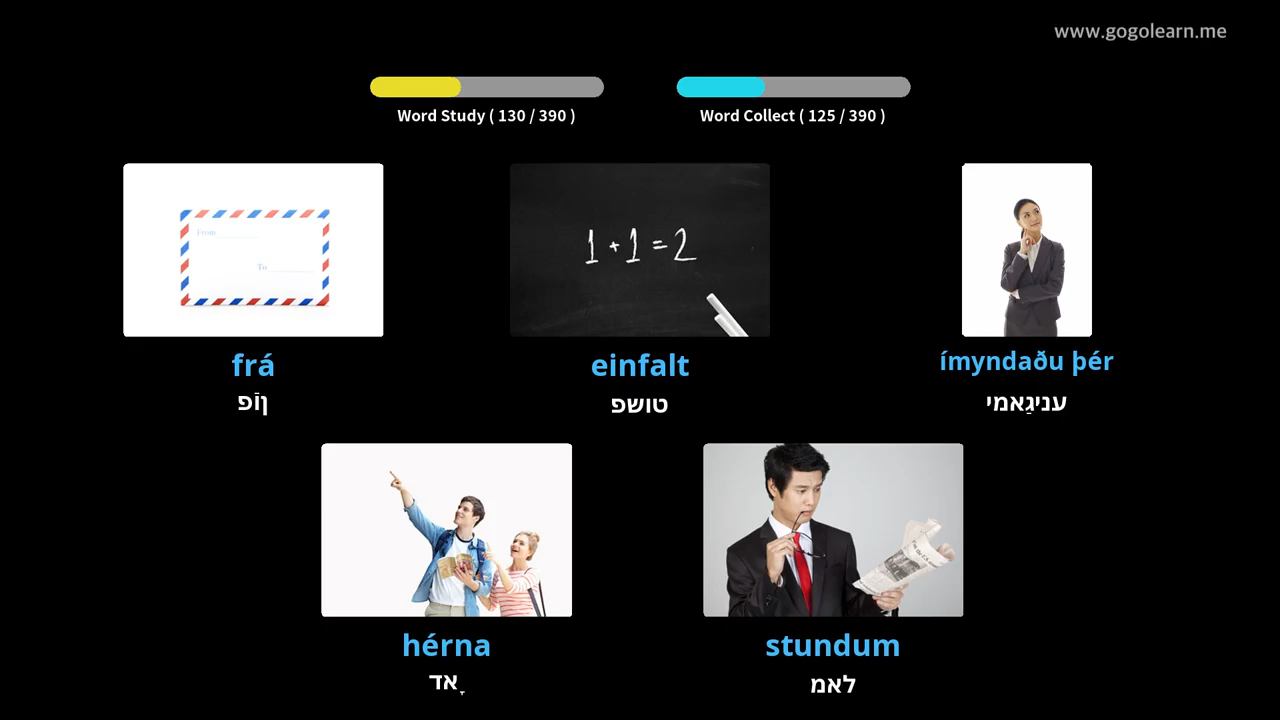 www.gogolearn.me
Word Study ( 130 / 390 )
Word Collect ( 125 / 390 )
frá
ןוֹפ
einfalt
טושפ
ímyndaðu þér
עניגַאמי
From
To
1 + 1 = 2
hérna
ָאד
stundum
לאמ